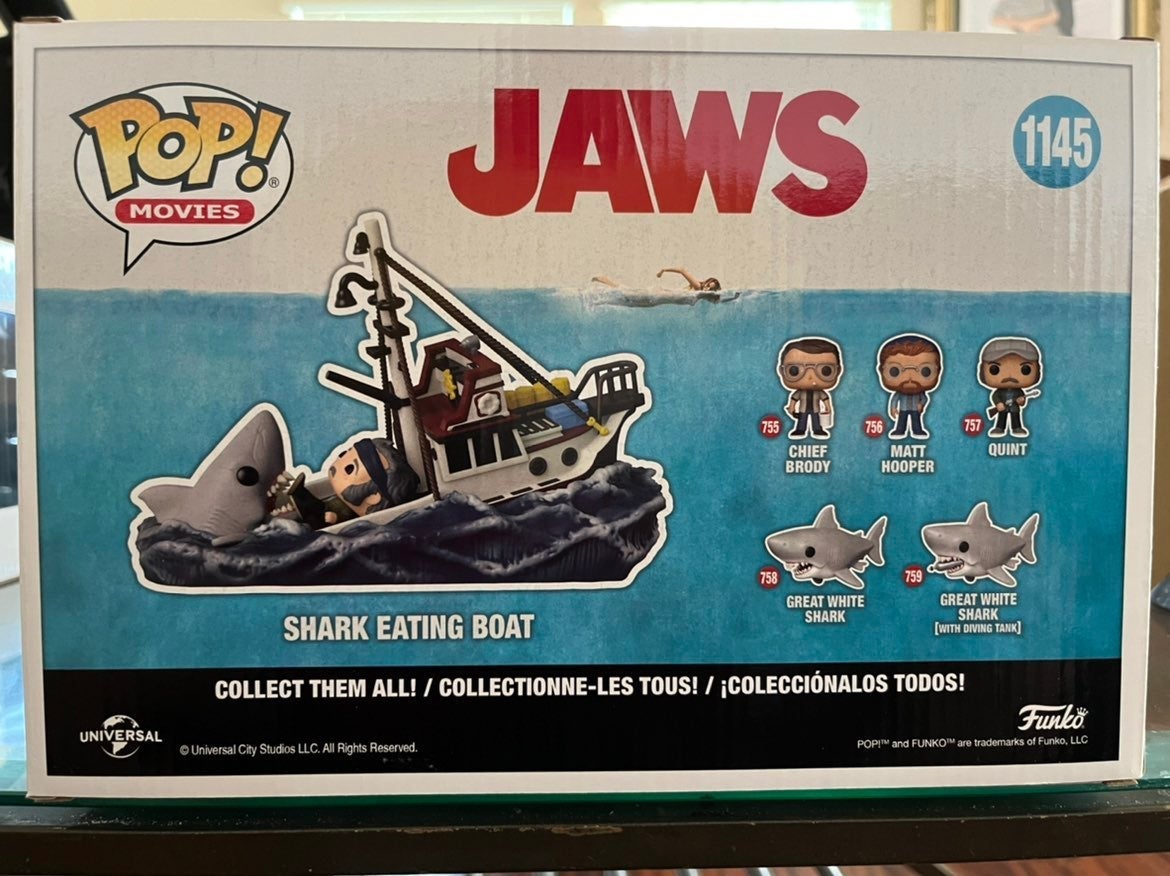 POP!®
MOVIES
JAWS
1145
755
CHIEF
BRODY
756
MATT
HOOPER
757
QUINT
758
GREAT WHITE
SHARK
759
GREAT WHITE
SHARK
[WITH DIVING TANK]
SHARK EATING BOAT
COLLECT THEM ALL! / COLLECTIONNE-LES TOUS! / ¡COLECCIÓNALOS TODOS!
UNIVERSAL
© Universal City Studios LLC. All Rights Reserved.
Funko
POP!™ and FUNKO™ are trademarks of Funko, LLC